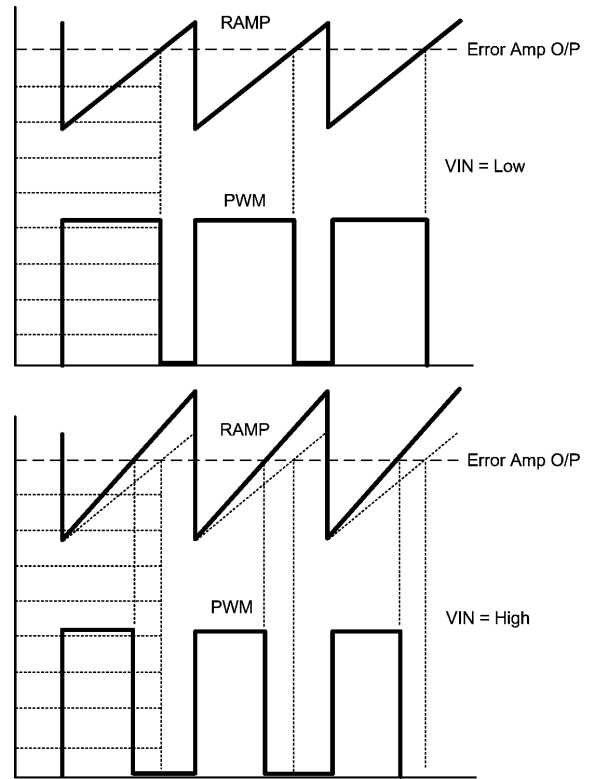 RAMP
Error Amp O/P
VIN = Low
PWM
RAMP
Error Amp O/P
PWM
VIN = High